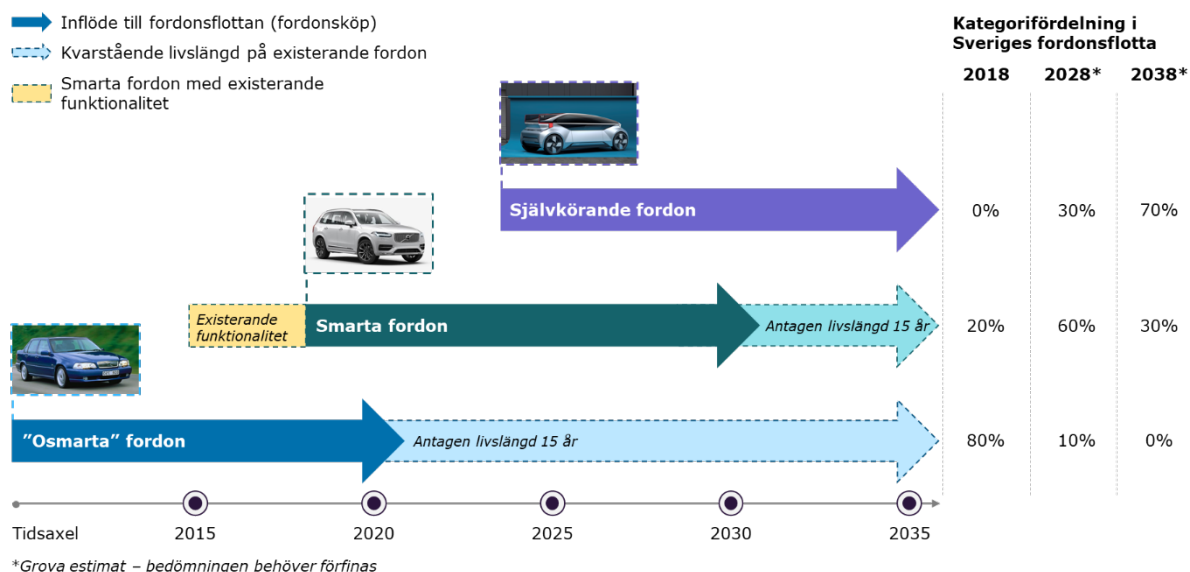 Inflöde till fordonsflottan (fordonsköp)
Kvarstående livslängd på existerande fordon
Smarta fordon med existerande
funktionalitet
Kategorifördelning i
Sveriges fordonsflotta
2018 2028* 2038*
Självkörande fordon
0% 30% 70%
Existerande
funktionalitet
Smarta fordon
Antagen livslängd 15 år
20% 60% 30%
”Osmarta” fordon
Antagen livslängd 15 år
80% 10% 0%
Tidsaxel 2015 2020 2025 2030 2035
*Grova estimat – bedömningen behöver förfinas